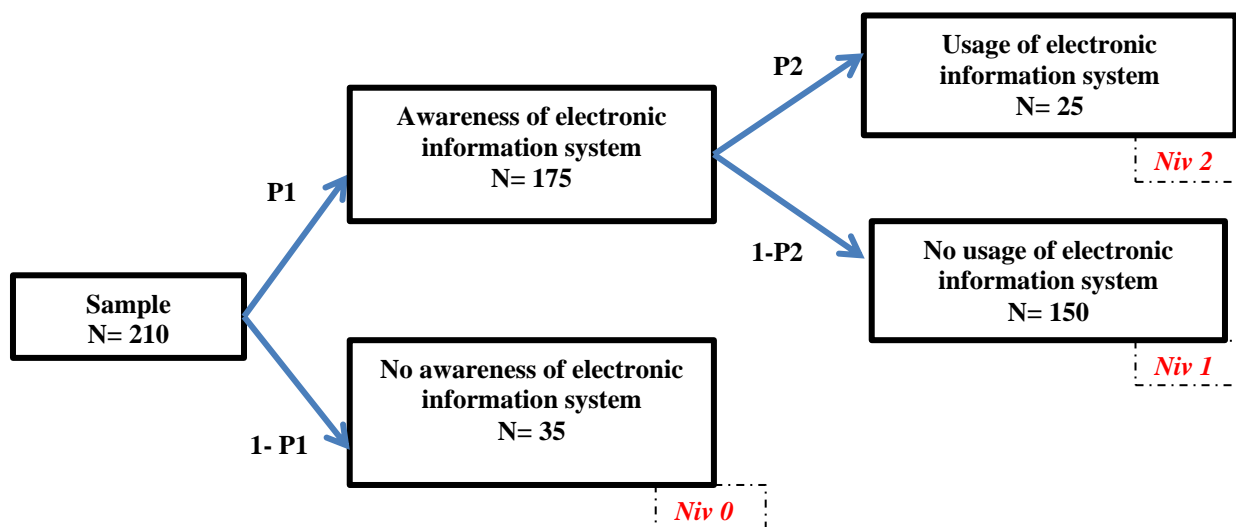 Sample
N= 210
P1
1- P1
Awareness of electronic
information system
N= 175
No awareness of electronic
information system
N= 35
Niv 0
P2
1-P2
Usage of electronic
information system
N= 25
Niv 2
No usage of electronic
information system
N= 150
Niv 1